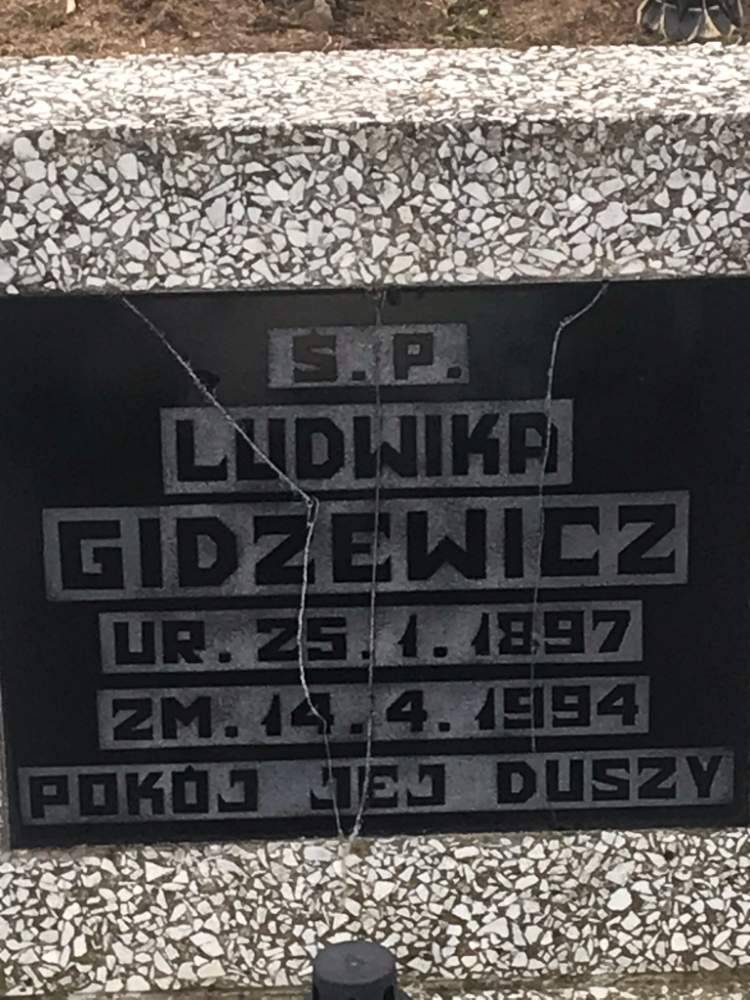 Ś.P.
LUDWIKA
GIDZEWICZ
UR. 25.1.1897
ZM. 14.4.1994
POKÓJ JEJ DUSZY